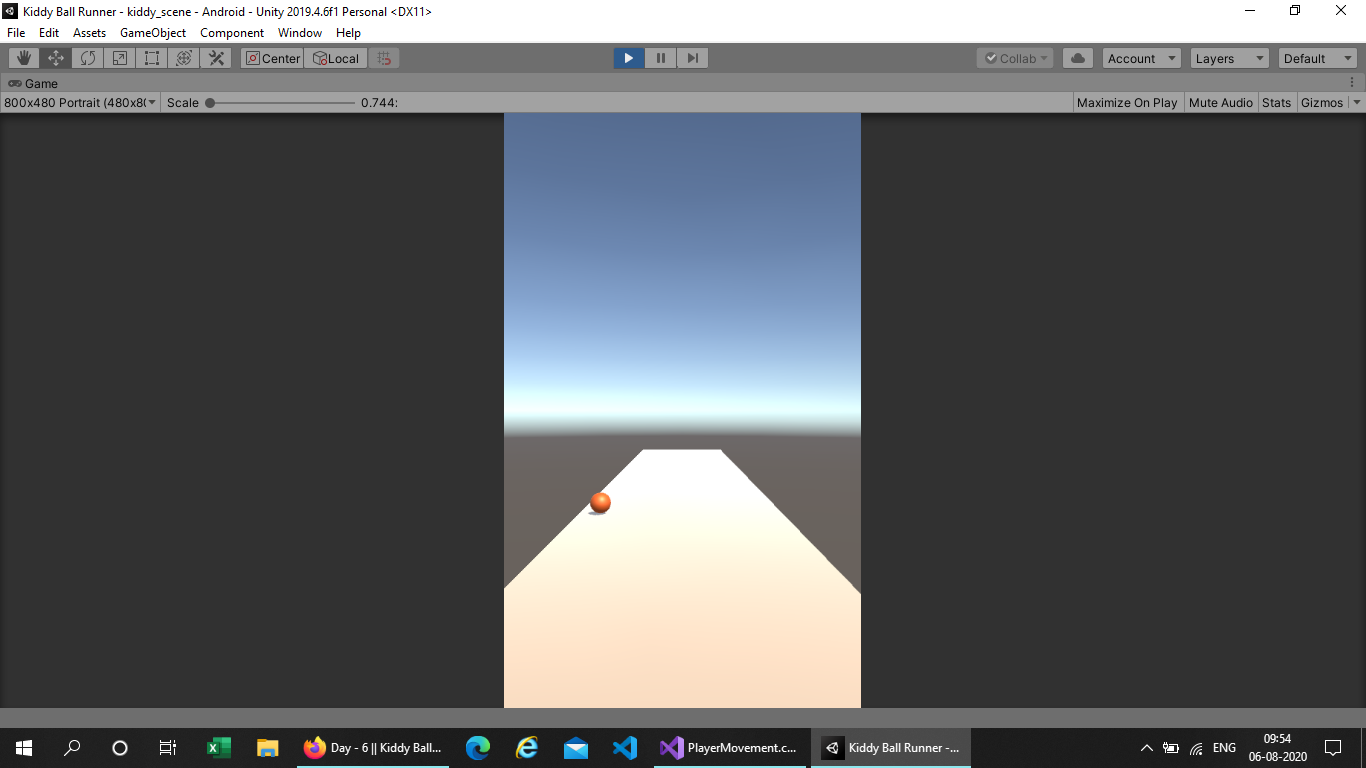 Kiddy Ball Runner - kiddy_scene - Android - Unity 2019.4.6f1 Personal <DX11>
File Edit Assets GameObject Component Window Help
Center Local Collab Account Layers Default
Game
800x480 Portrait (480x80 Scale 0.744: Maximize On Play Mute Audio Stats Gizmos
Day - 6 || Kiddy Ball... PlayerMovement.c... Kiddy Ball Runner -... ENG 09:54
06-08-2020